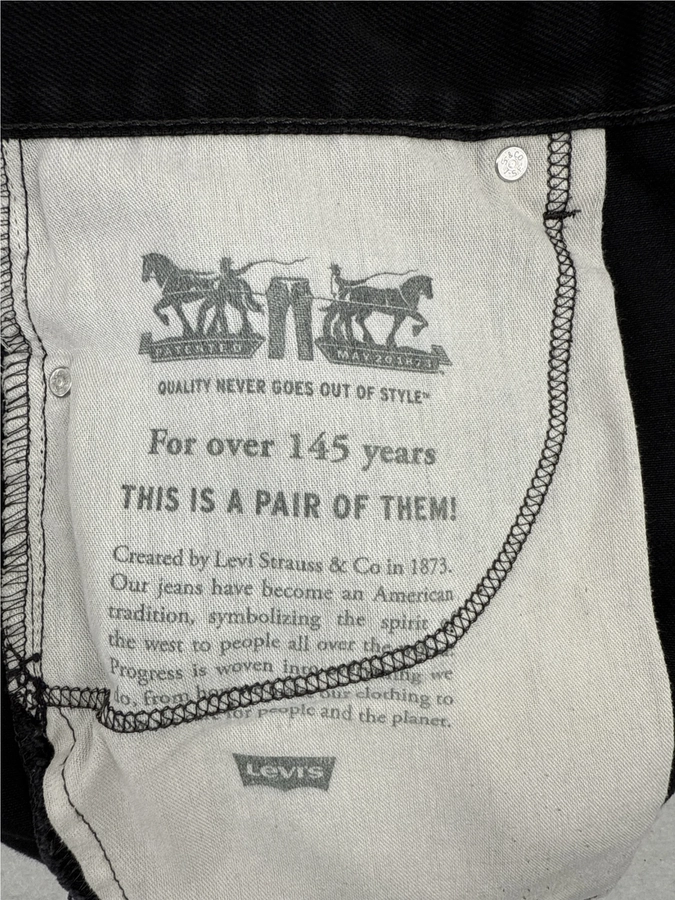 PATENTED
MAY 20 1873
QUALITY NEVER GOES OUT OF STYLE™
For over 145 years
THIS IS A PAIR OF THEM!
Created by Levi Strauss & Co in 1873.
Our jeans have become an American
tradition, symbolizing the spirit
the west to people all over the
Progress is woven into we
do, from our clothing to
for people and the planet.
LEVI'S